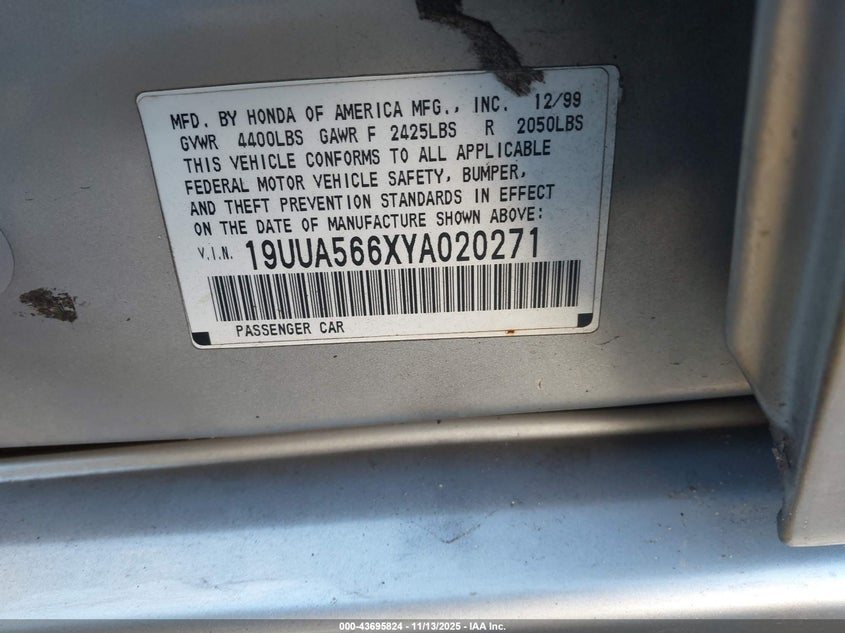 MFD. BY HONDA OF AMERICA MFG., INC. 12/99
GVWR 4400LBS GAWR F 2425LBS R 2050LBS
THIS VEHICLE CONFORMS TO ALL APPLICABLE
FEDERAL MOTOR VEHICLE SAFETY, BUMPER,
AND THEFT PREVENTION STANDARDS IN EFFECT
ON THE DATE OF MANUFACTURE SHOWN ABOVE:
V.I.N. 19UUA566XYA020271
PASSENGER CAR
000-43695824 - 11/13/2025 - IAA Inc.